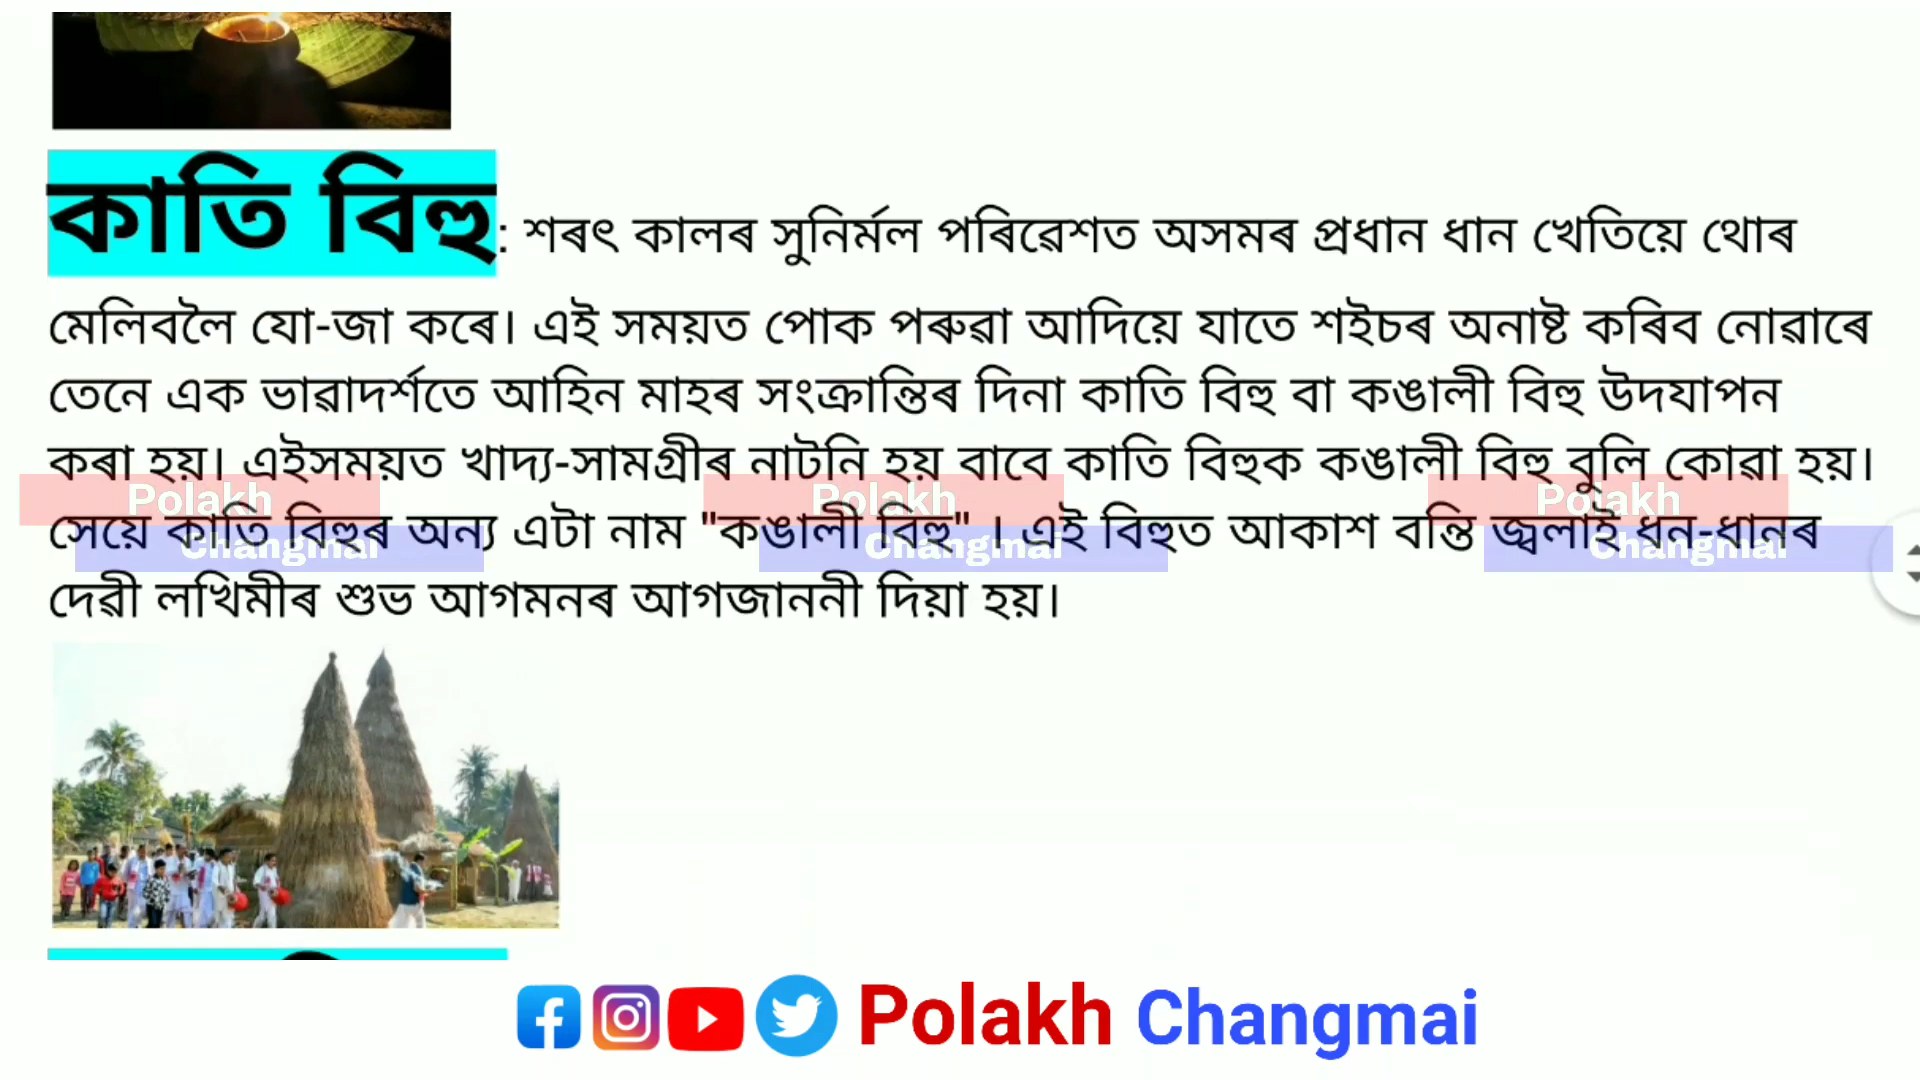 কাতি বিহু: শৰৎ কালৰ সুনিৰ্মল পৰিৱেশত অসমৰ প্ৰধান ধান খেতিয়ে থোৰ
মেলিবলৈ যো-জা কৰে। এই সময়ত পোক পৰুৱা আদিয়ে যাতে শইচৰ অনাষ্ট কৰিব নোৱাৰে
তেনে এক ভাৱাদৰ্শতে আহিন মাহৰ সংক্ৰান্তিৰ দিনা কাতি বিহু বা কঙালী বিহু উদযাপন
কৰা হয়। এইসময়ত খাদ্য-সামগ্ৰীৰ নাটনি হয় বাবে কাতি বিহুক কঙালী বিহু বুলি কোৱা হয়।
Polakh Polakh Polakh
সেয়ে কাতি বিহুৰ অন্য এটা নাম "কঙালী বিহু" । এই বিহুত আকাশ বন্তি জ্বলাই ধন-ধানৰ
Changmai Changmai Changmai
দেৱী লখিমীৰ শুভ আগমনৰ আগজাননী দিয়া হয়।
Polakh Changmai